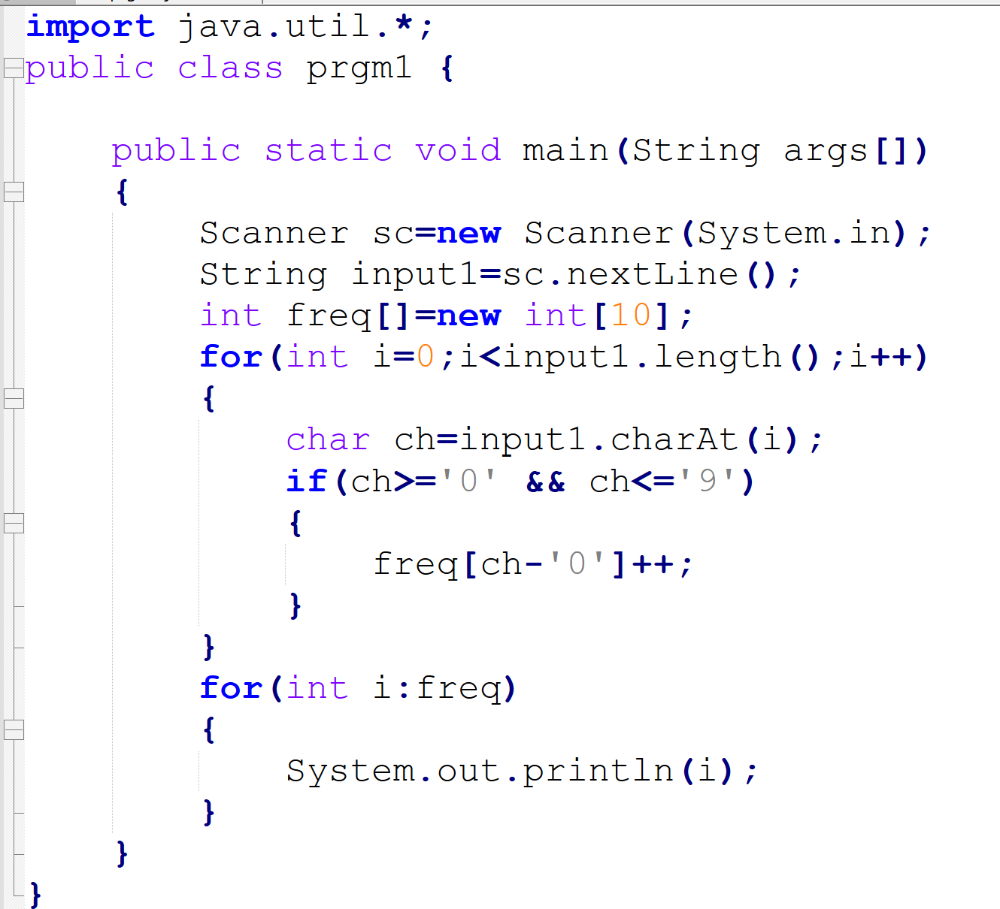 import java.util.*;
public class prgm1 {
public static void main(String args[])
{
Scanner sc=new Scanner(System.in);
String input1=sc.nextLine();
int freq[]=new int[10];
for(int i=0;i<input1.length();i++)
{
char ch=input1.charAt(i);
if(ch>='0' && ch<='9')
{
freq[ch-'0']++;
}
}
for(int i:freq)
{
System.out.println(i);
}
}
}